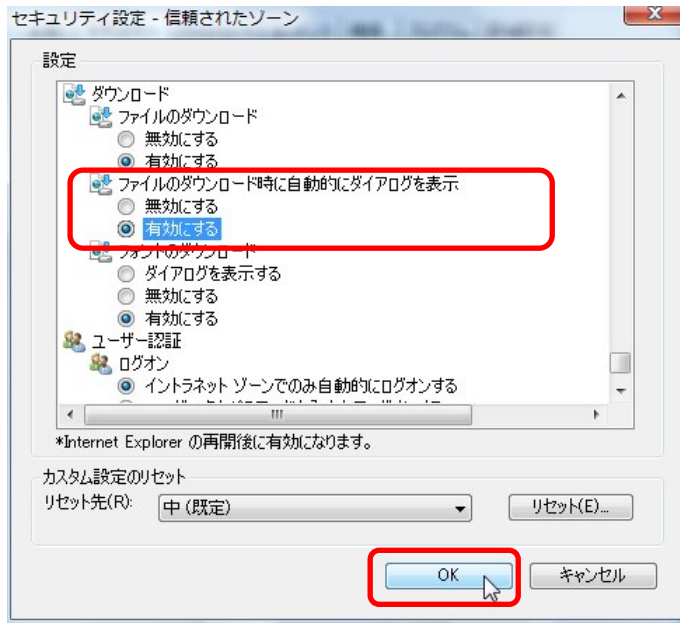 セキュリティ設定 - 信頼されたゾーン
設定
ダウンロード
ファイルのダウンロード
無効にする
有効にする
ファイルのダウンロード時に自動的にダイアログを表示
無効にする
有効にする
フォントのダウンロード
ダイアログを表示する
無効にする
有効にする
ユーザー認証
ログオン
イントラネット ゾーンでのみ自動的にログオンする
*Internet Explorer の再開後に有効になります。
カスタム設定のリセット
リセット先(R): 中 (既定) リセット(E)...
OK キャンセル